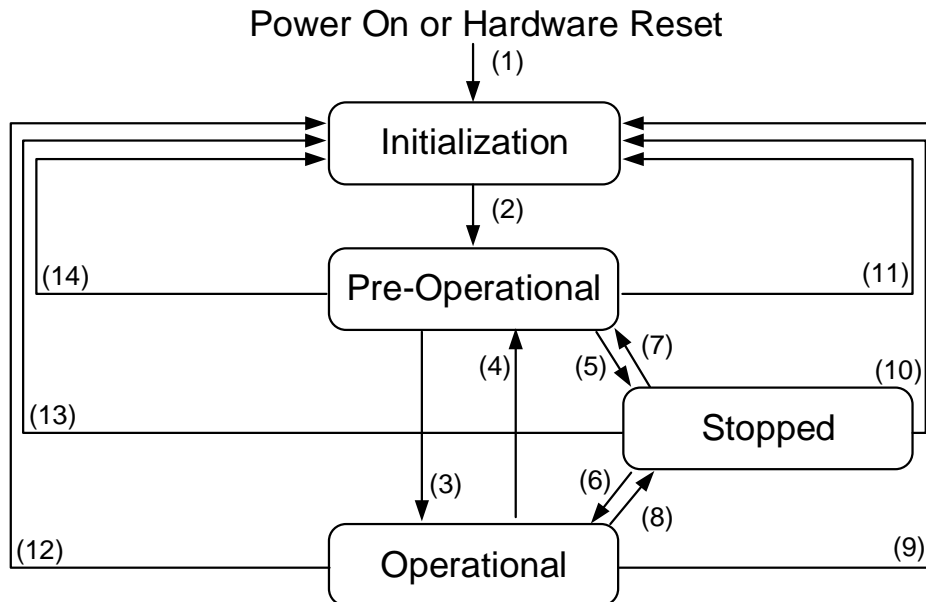 Power On or Hardware Reset
(1)
Initialization
(2)
(14)
Pre-Operational
(11)
(4)
(5)
(7)
(10)
(13)
Stopped
(3)
(6)
(8)
(12)
Operational
(9)